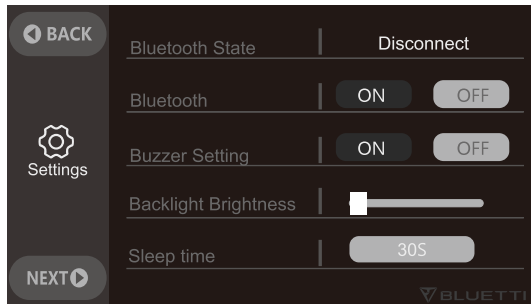 BACK
Bluetooth State Disconnect
Bluetooth ON OFF
Settings
Buzzer Setting ON OFF
Backlight Brightness
Sleep time 30S
NEXT
BLUETTI